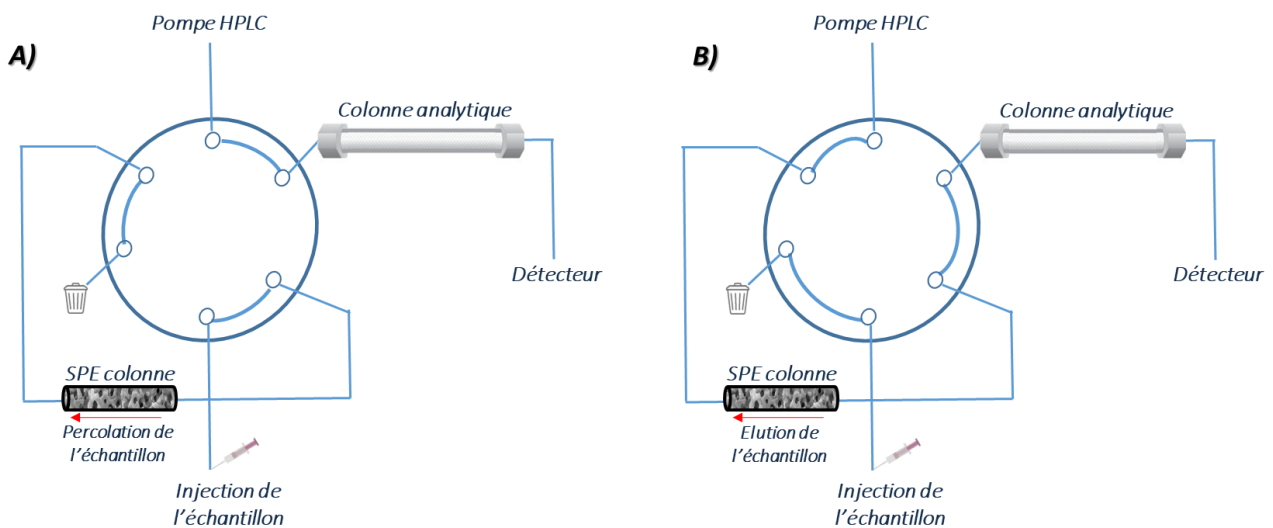 A)
Pompe HPLC
Colonne analytique
Détecteur
SPE colonne
Percolation de
l'échantillon
Injection de
l'échantillon
B)
Pompe HPLC
Colonne analytique
Détecteur
SPE colonne
Elution de
l'échantillon
Injection de
l'échantillon